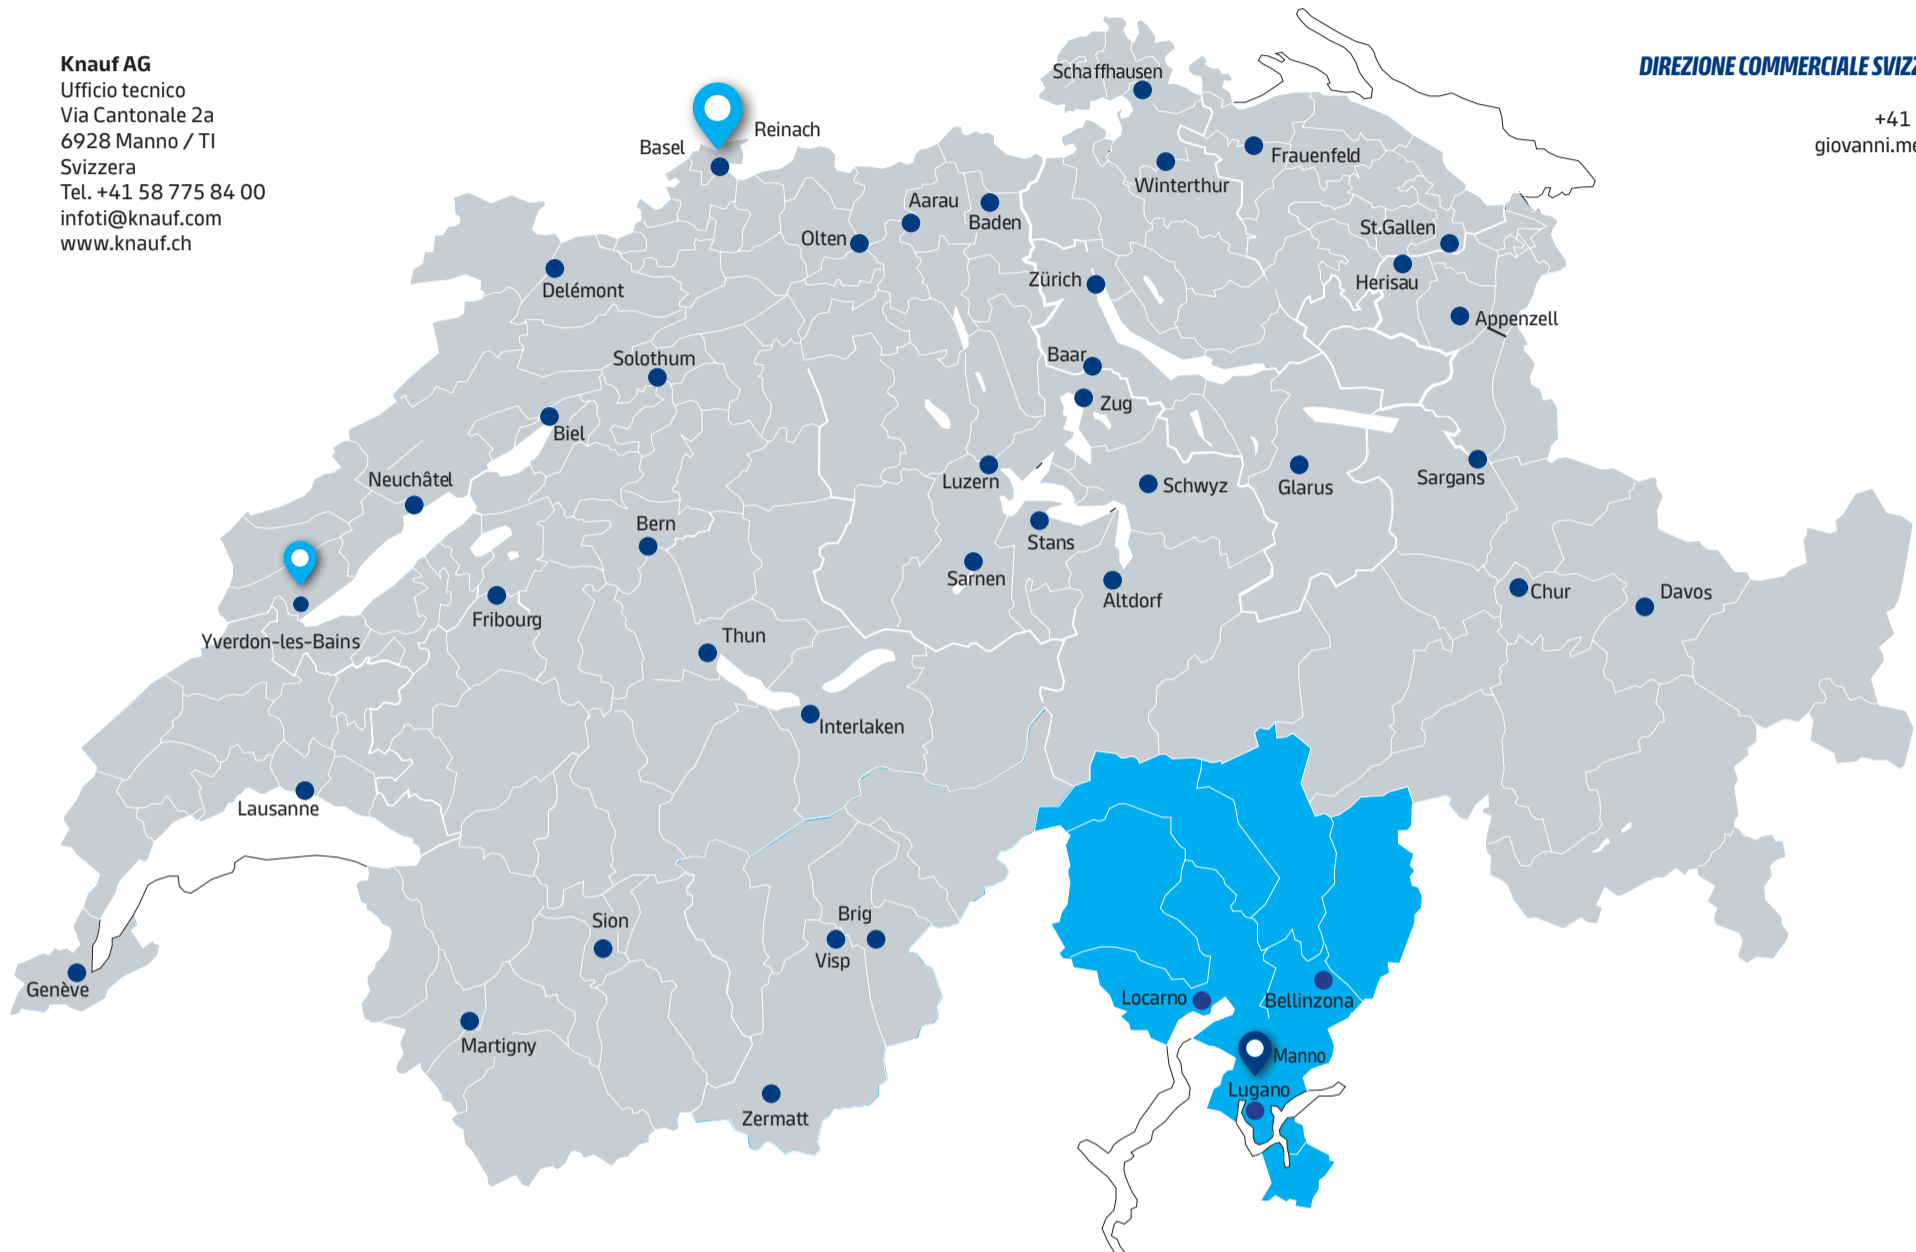 Knauf AG
Ufficio tecnico
Via Cantonale 2a
6928 Manno / TI
Svizzera
Tel. +41 58 775 84 00
infoti@knauf.com
www.knauf.ch
DIREZIONE COMMERCIALE
+41
Schaffhausen
Reinach
Basel
Frauenfeld
Winterthur
Aarau
Baden
Olten
St.Gallen
Delémont
Zürich
Herisau
Appenzell
Solothurn
Baar
Zug
Biel
Neuchâtel
Luzern
Schwyz
Glarus
Sargans
Bern
Stans
Sarnen
Altdorf
Chur
Davos
Fribourg
Yverdon-les-Bains
Thun
Interlaken
Lausanne
Sion
Brig
Visp
Genève
Locarno
Bellinzona
Martigny
Manno
Lugano
Zermatt